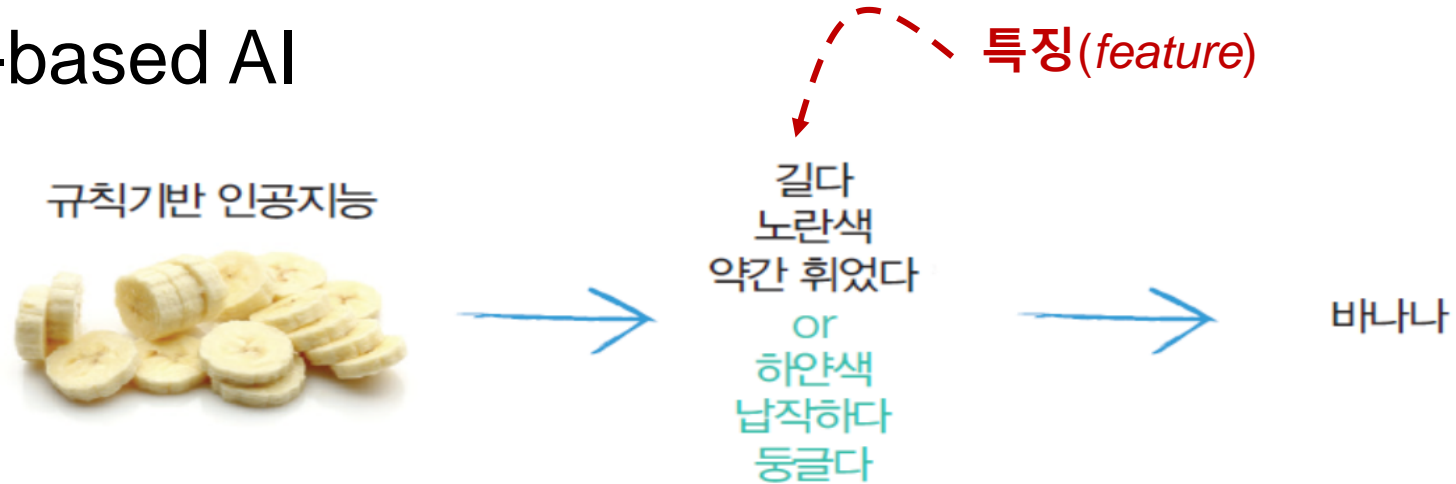 -based AI
특징(feature)
규칙기반 인공지능
길다
노란색
약간 휘었다
or
하얀색
납작하다
둥글다
바나나